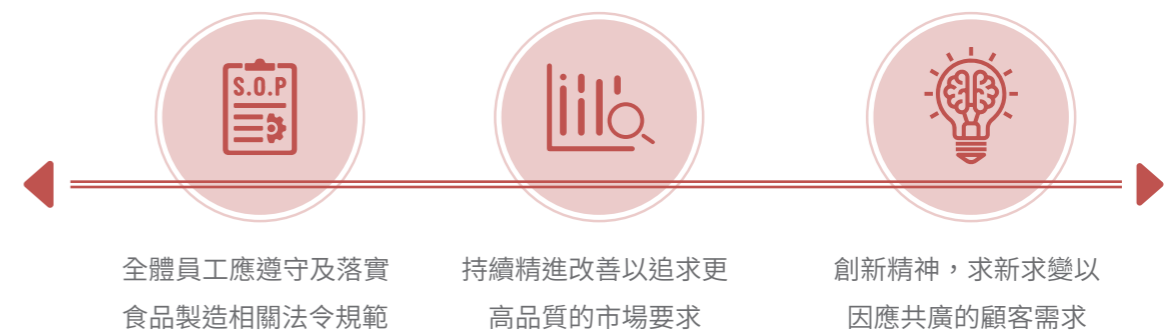 S.O.P
全體員工應遵守及落實
食品製造相關法令規範
持續精進改善以追求更
高品質的市場要求
創新精神，求新求變以
因應共廣的顧客需求